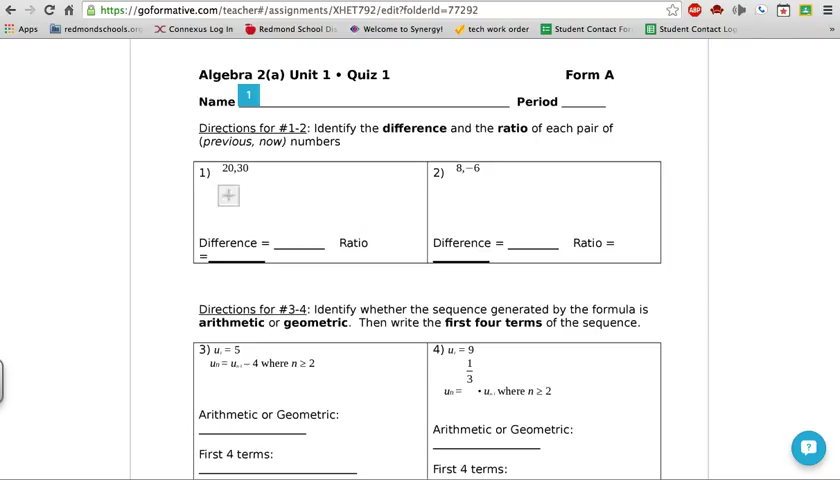 https://goformative.com/teacher#/assignments/XHET792/edit?folderId=77292
Apps redmondschools.org Connexus Log In Redmond School Dis Welcome to Synergy! tech work order Student Contact For Student Contact Log
Algebra 2(a) Unit 1 • Quiz 1 Form A
1
Name Period
Directions for #1-2: Identify the difference and the ratio of each pair of
(previous, now) numbers
1) 20,30
+
Difference = ________ Ratio
=_________
2) 8,−6
Difference = ________ Ratio =
_________
Directions for #3-4: Identify whether the sequence generated by the formula is
arithmetic or geometric. Then write the first four terms of the sequence.
3) u₁ = 5
uₙ = uₙ₋₁ – 4 where n ≥ 2
Arithmetic or Geometric:
First 4 terms:
4) u₁ = 9
1
3
uₙ = • uₙ₋₁ where n ≥ 2
Arithmetic or Geometric:
First 4 terms:
ABP
?